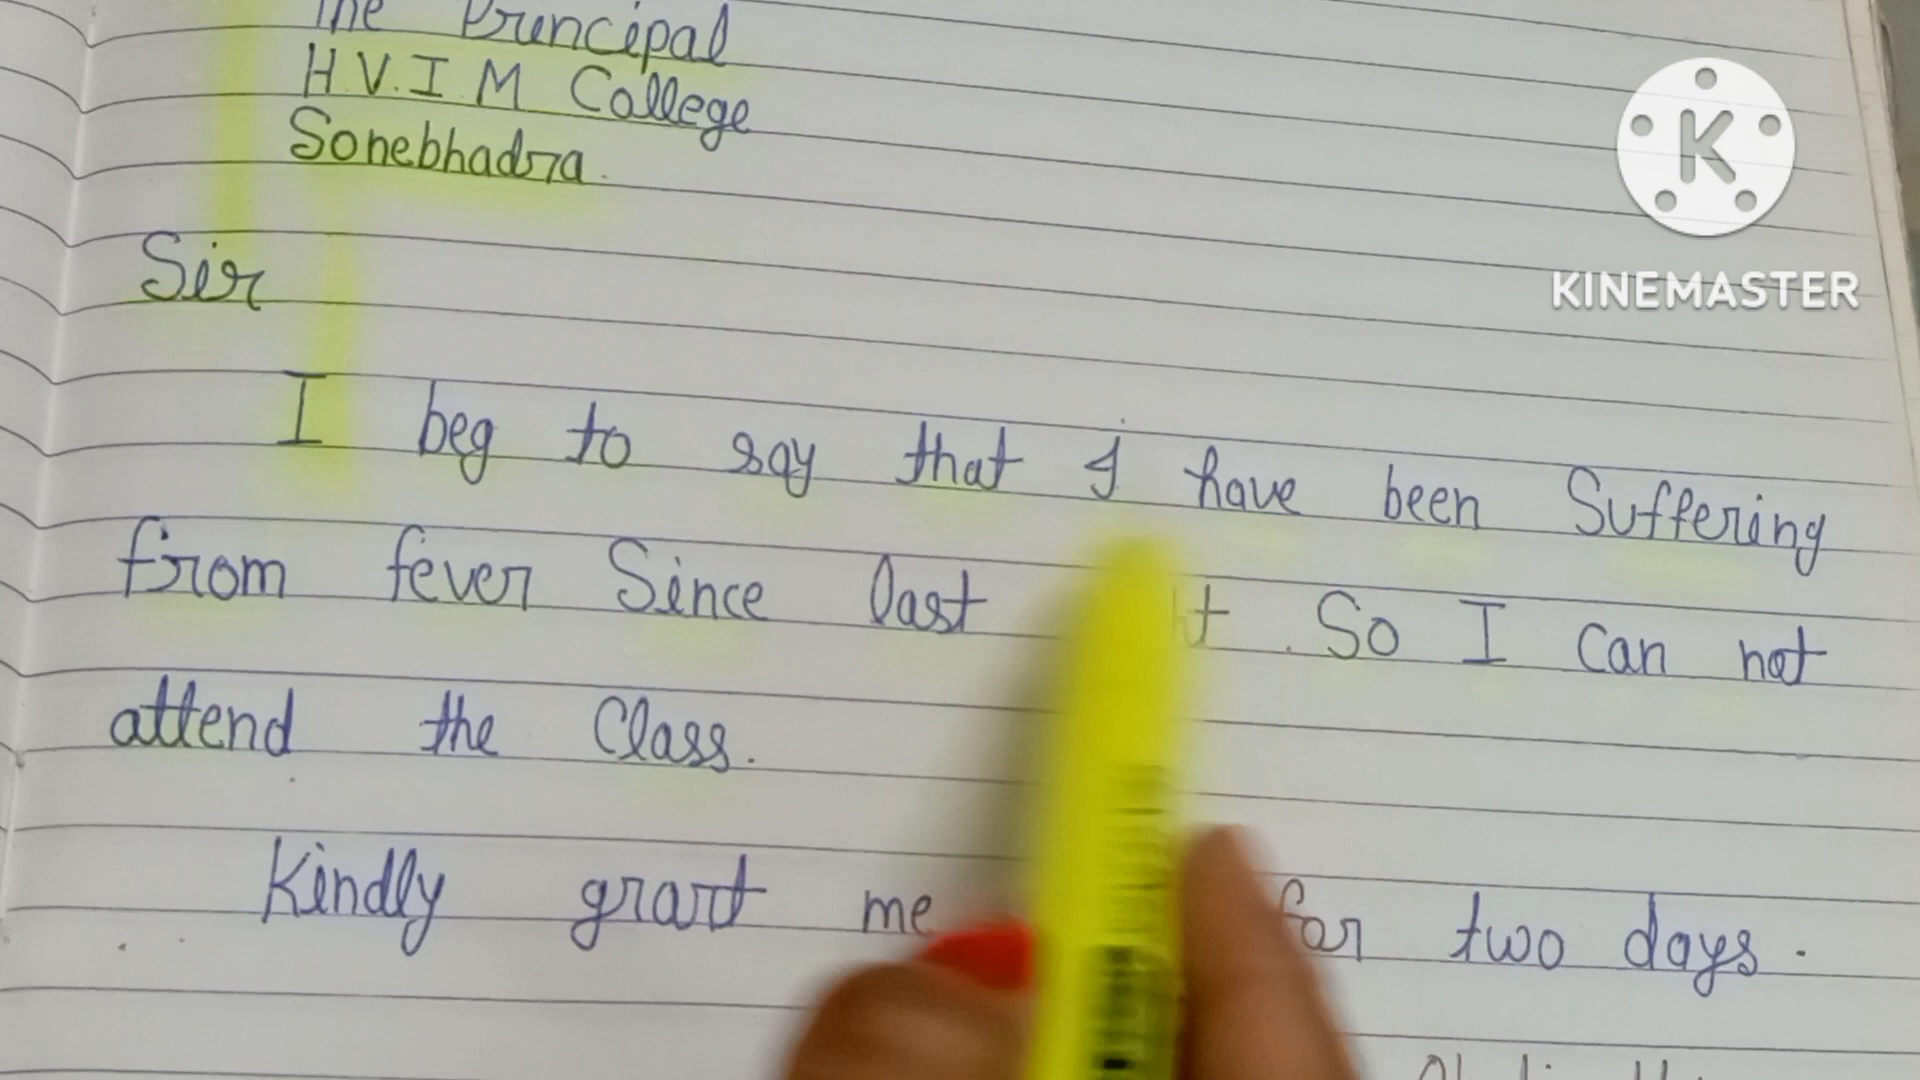 The Principal
H.V.I.M College
Sonebhadra.
Sir
I beg to say that I have been Suffering
from fever Since last . So I can not
attend the Class.
Kindly grant me for two days.
K
KINEMASTER